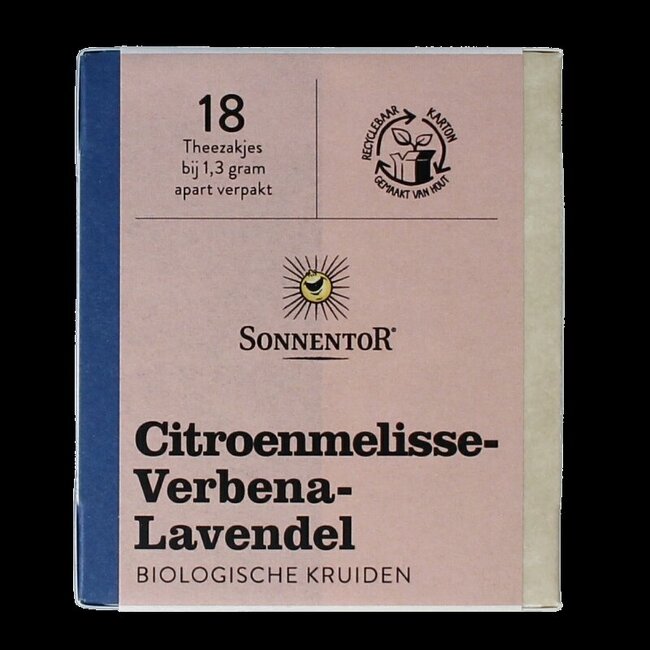 18
Theezakjes
bij 1,3 gram
apart verpakt
RECYCLEBAAR
KARTON
GEMAAKT VAN HOUT
SONNENTOR®
Citroenmelisse-
Verbena-
Lavendel
BIOLOGISCHE KRUIDEN